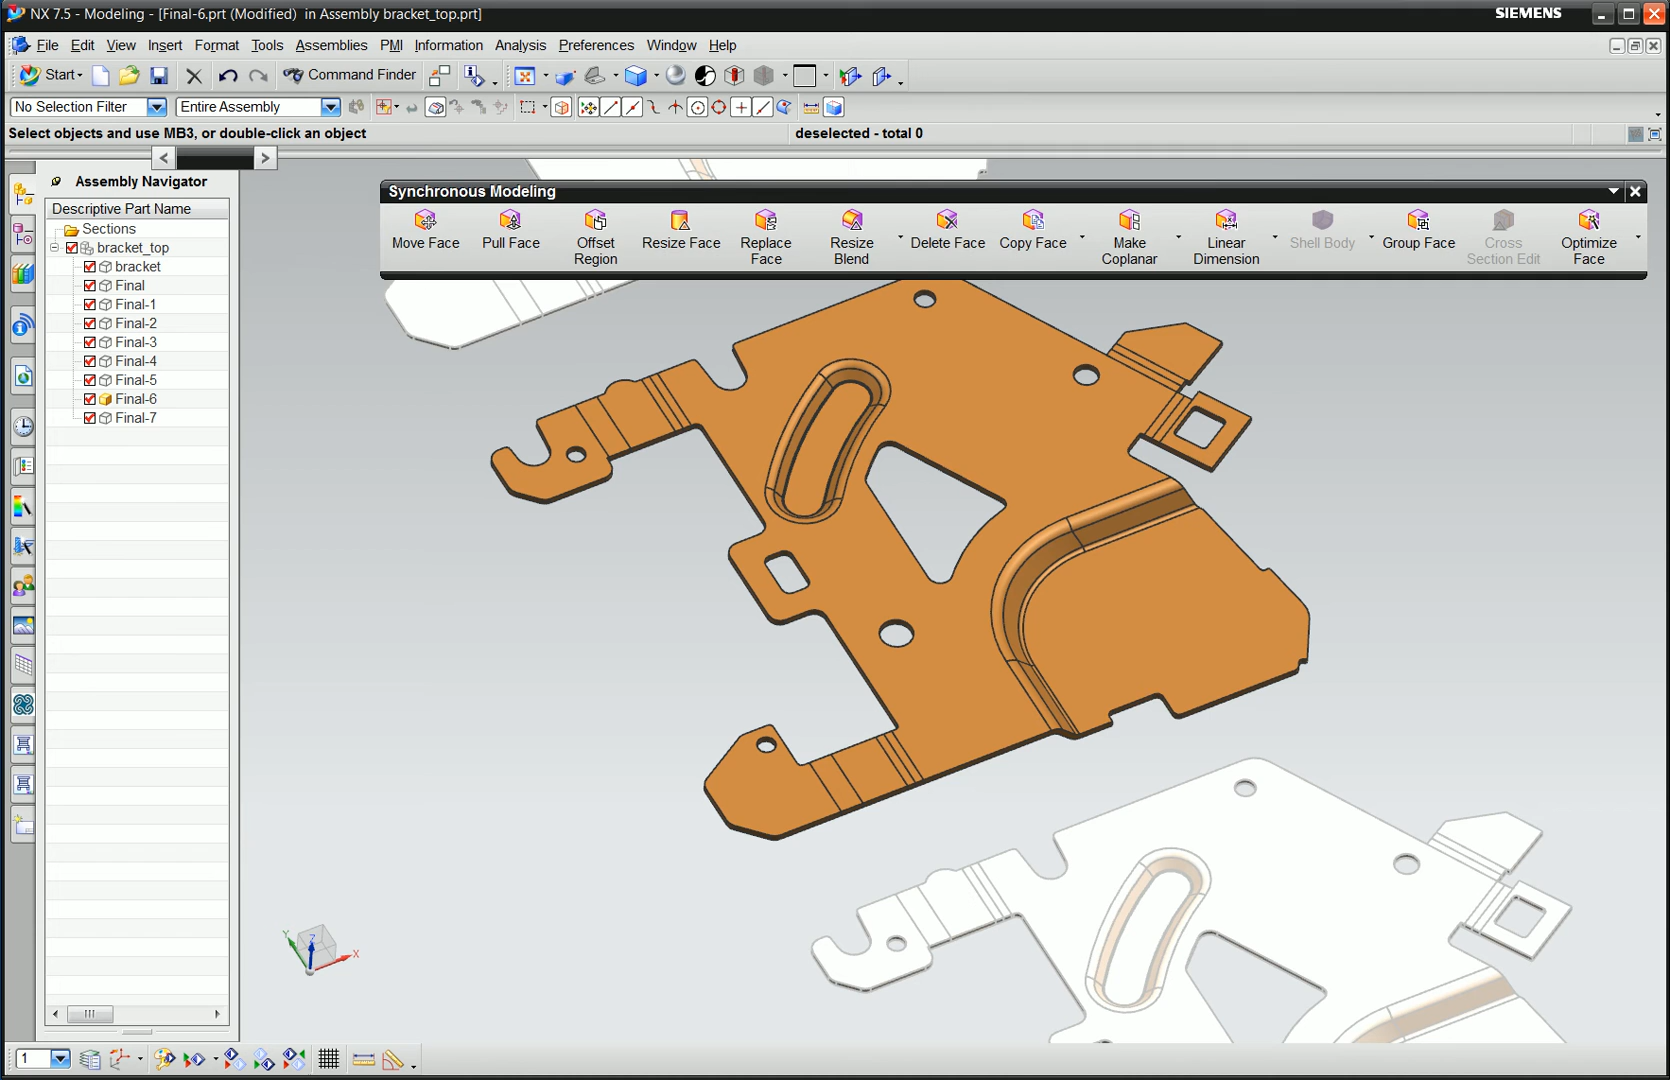 NX 7.5 - Modeling - [Final-6.prt (Modified)  in Assembly bracket_top.prt]
SIEMENS
File Edit View Insert Format Tools Assemblies PMI Information Analysis Preferences Window Help
Start Command Finder
No Selection Filter Entire Assembly
Select objects and use MB3, or double-click an object
deselected - total 0
Assembly Navigator
Descriptive Part Name
Sections
bracket_top
bracket
Final
Final-1
Final-2
Final-3
Final-4
Final-5
Final-6
Final-7
Synchronous Modeling
Move Face
Pull Face
Offset
Region
Resize Face
Replace
Face
Resize
Blend
Delete Face
Copy Face
Make
Coplanar
Linear
Dimension
Shell Body
Group Face
Cross
Section Edit
Optimize
Face
Y
Z
X
1